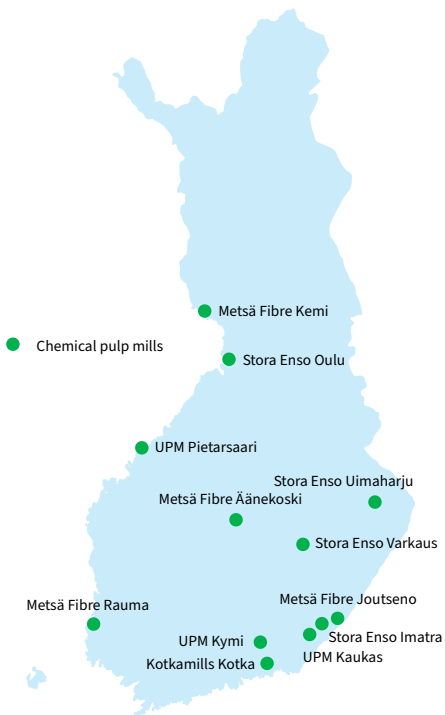 Metsä Fibre Kemi
Chemical pulp mills
Stora Enso Oulu
UPM Pietarsaari
Stora Enso Uimaharju
Metsä Fibre Äänekoski
Stora Enso Varkaus
Metsä Fibre Joutseno
Metsä Fibre Rauma
Stora Enso Imatra
UPM Kymi
UPM Kaukas
Kotkamills Kotka